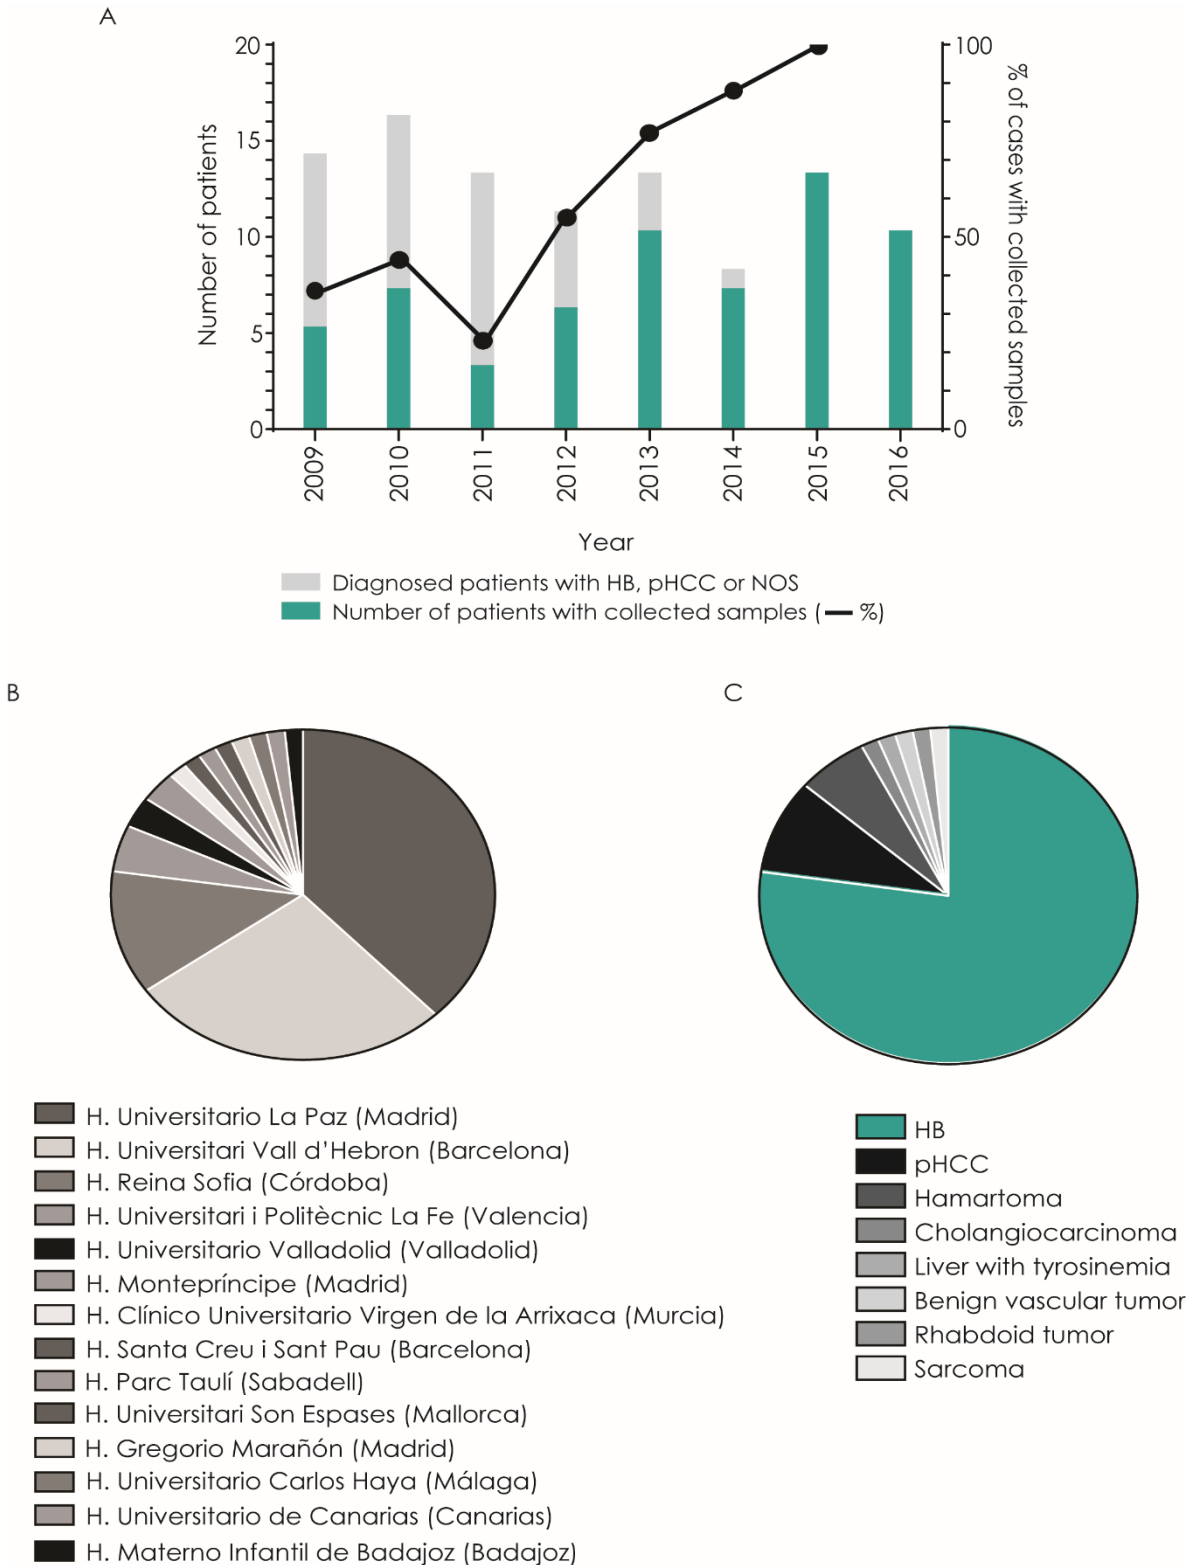 A
20
15
10
5
0
Number of patients
100
50
0
% of cases with collected samples
2009
2010
2011
2012
2013
2014
2015
2016
Year
Diagnosed patients with HB, pHCC or NOS
Number of patients with collected samples ( — %)
B
H. Universitario La Paz (Madrid)
H. Universitari Vall d’Hebron (Barcelona)
H. Reina Sofia (Córdoba)
H. Universitari i Politècnic La Fe (Valencia)
H. Universitario Valladolid (Valladolid)
H. Montepríncipe (Madrid)
H. Clínico Universitario Virgen de la Arrixaca (Murcia)
H. Santa Creu i Sant Pau (Barcelona)
H. Parc Taulí (Sabadell)
H. Universitari Son Espases (Mallorca)
H. Gregorio Marañón (Madrid)
H. Universitario Carlos Haya (Málaga)
H. Universitario de Canarias (Canarias)
H. Materno Infantil de Badajoz (Badajoz)
C
HB
pHCC
Hamartoma
Cholangiocarcinoma
Liver with tyrosinemia
Benign vascular tumor
Rhabdoid tumor
Sarcoma